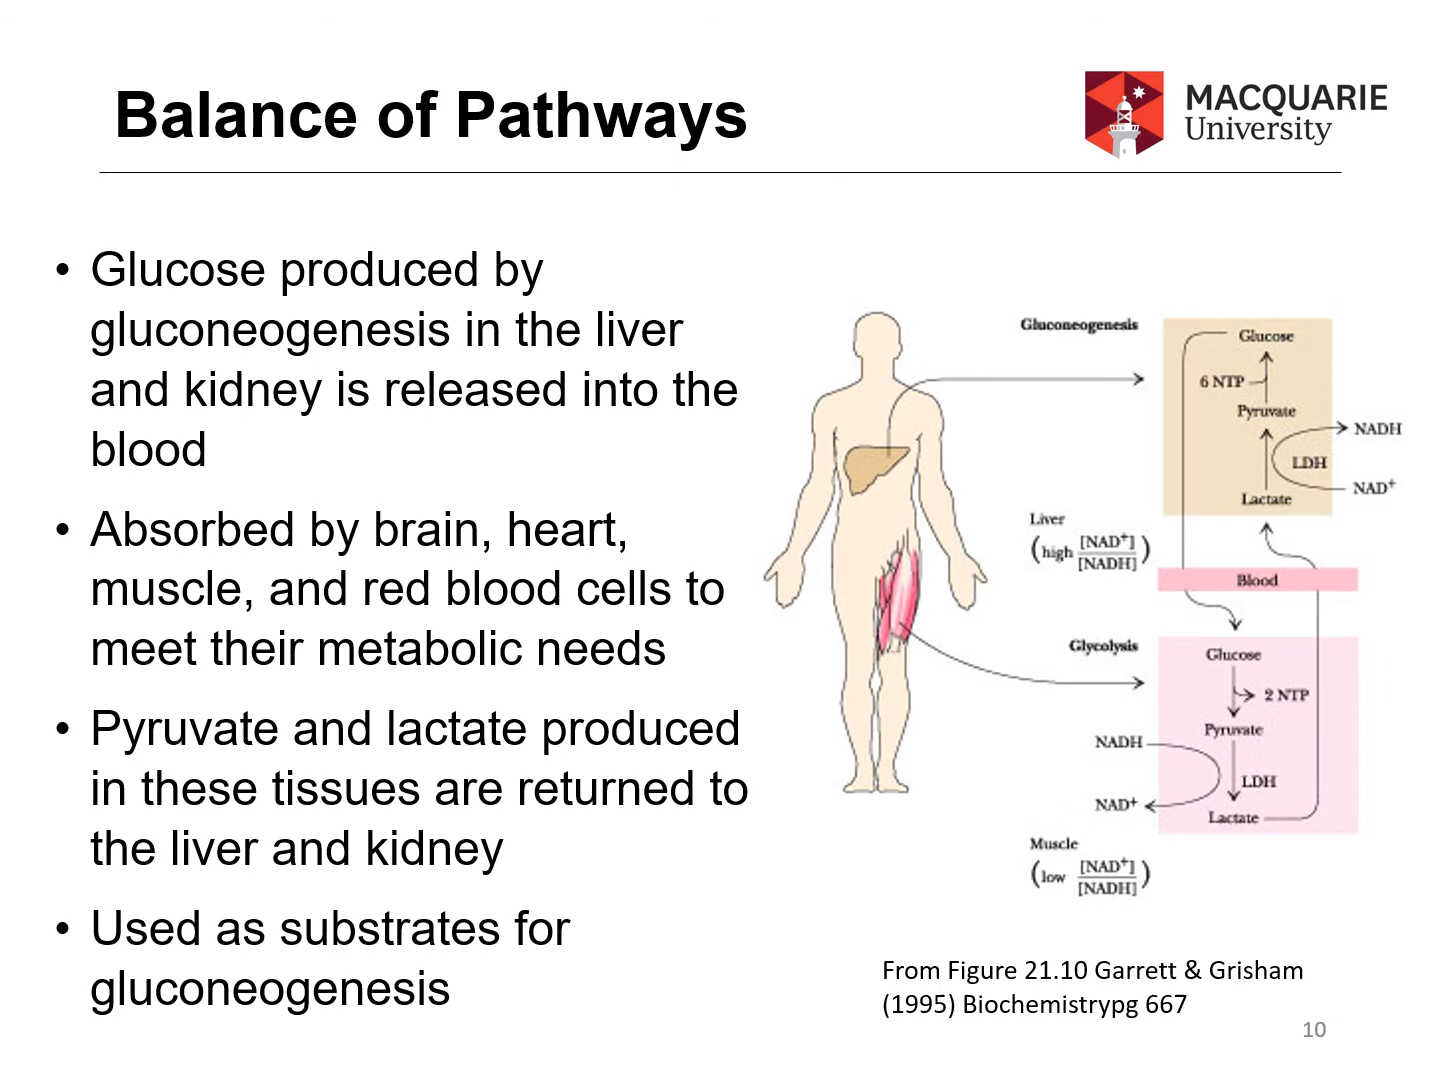 Balance of Pathways
MACQUARIE
University
• Glucose produced by
gluconeogenesis in the liver
and kidney is released into the
blood
• Absorbed by brain, heart,
muscle, and red blood cells to
meet their metabolic needs
• Pyruvate and lactate produced
in these tissues are returned to
the liver and kidney
• Used as substrates for
gluconeogenesis
Gluconeogenesis
Glucose
6 NTP
Pyruvate
NADH
LDH
NAD⁺
Lactate
Liver
(high [NAD⁺]/[NADH])
Blood
Glycolysis
Glucose
2 NTP
Pyruvate
NADH
LDH
NAD⁺
Lactate
Muscle
(low [NAD⁺]/[NADH])
From Figure 21.10 Garrett & Grisham
(1995) Biochemistrypg 667
10